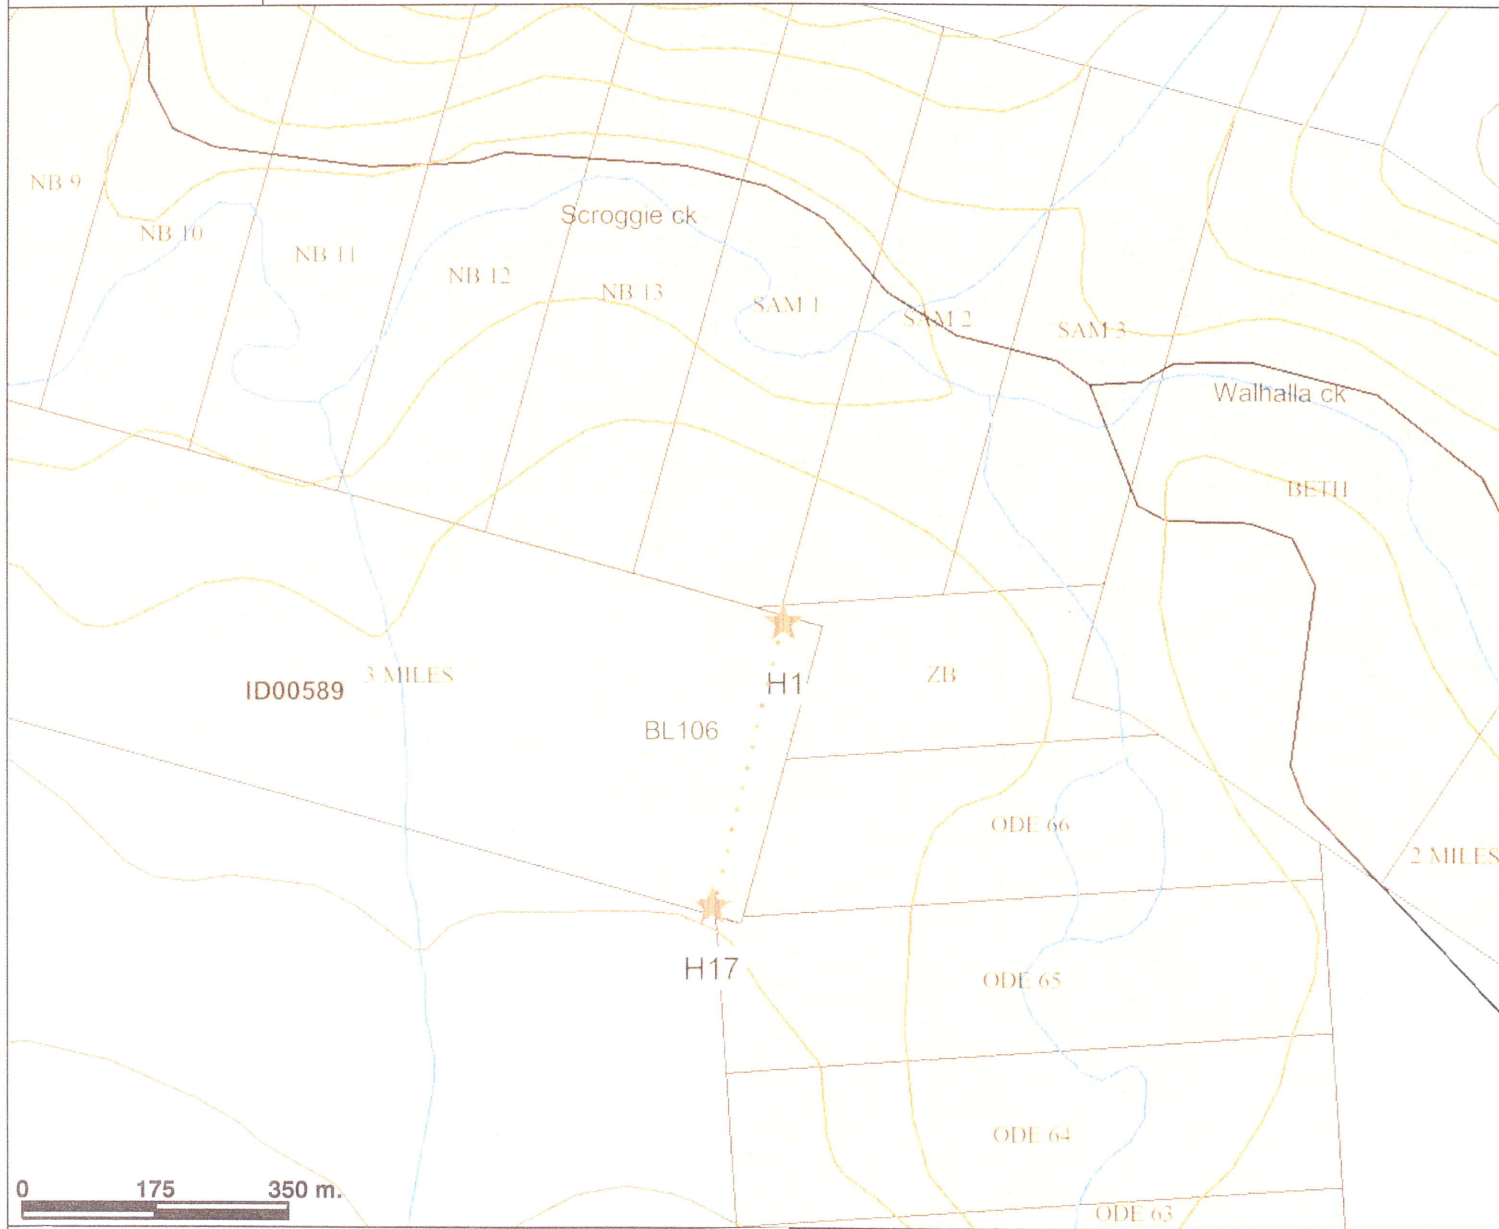 NB 9
NB 10
NB 11
NB 12
NB 13
Scroggie ck
SAM 1
SAM 2
SAM 3
Walhalla ck
BETH
ID00589
3 MILES
BL106
H1
ZB
ODE 66
2 MILES
H17
ODE 65
ODE 64
ODE 63
0 175 350 m.